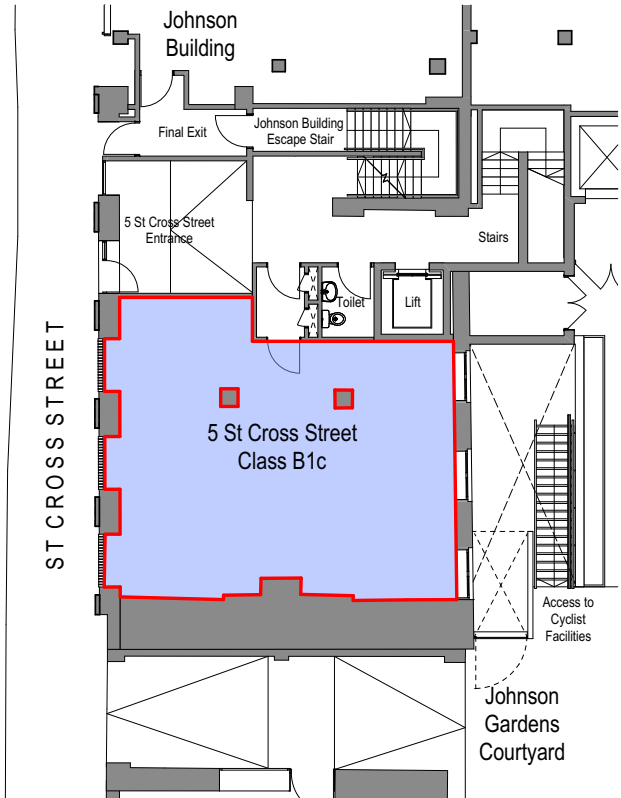 Johnson
Building
Final Exit
Johnson Building
Escape Stair
5 St Cross Street
Entrance
Stairs
Toilet
Lift
ST CROSS STREET
5 St Cross Street
Class B1c
Access to
Cyclist
Facilities
Johnson
Gardens
Courtyard